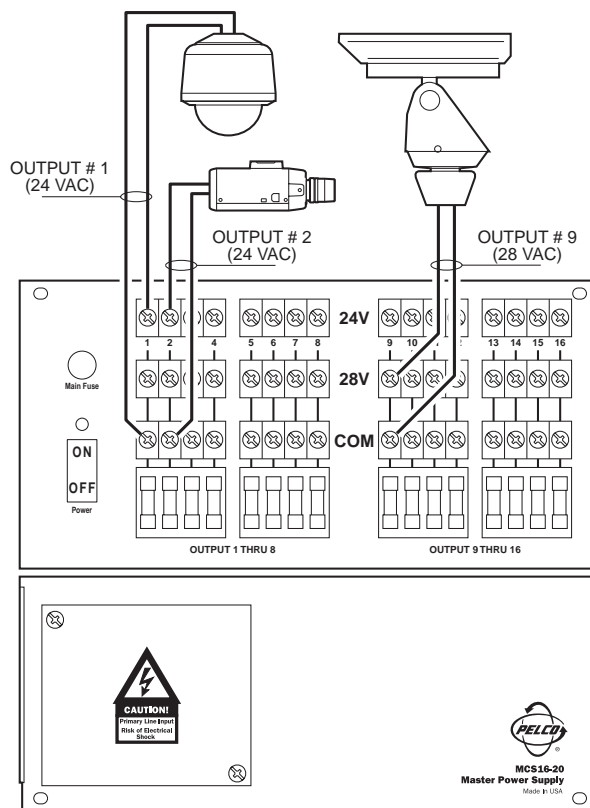 OUTPUT # 1
(24 VAC)
OUTPUT # 2
(24 VAC)
OUTPUT # 9
(28 VAC)
24V
1 2 4 5 6 7 8 9 10 13 14 15 16
Main Fuse
28V
COM
ON
OFF
Power
OUTPUT 1 THRU 8
OUTPUT 9 THRU 16
CAUTION!
Primary Line Input
Risk of Electrical
Shock
PELCO
®
MCS16-20
Master Power Supply
Made In USA